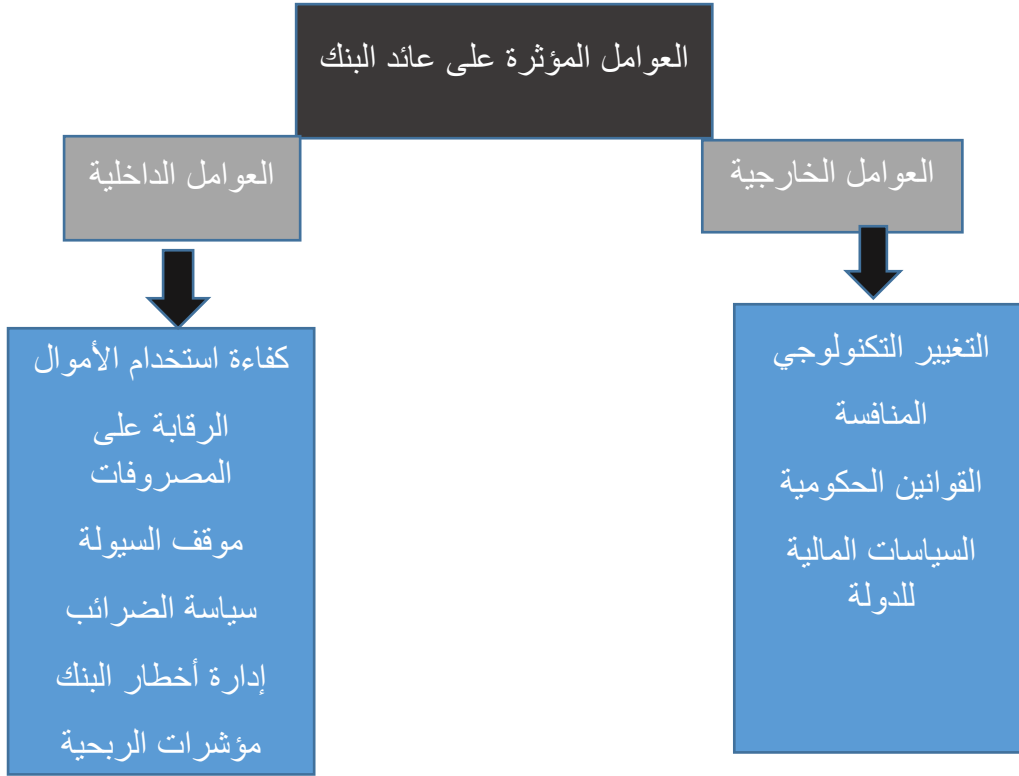 العوامل المؤثرة على عائد البنك
العوامل الخارجية
العوامل الداخلية
التغيير التكنولوجي
المنافسة
القوانين الحكومية
السياسات المالية
للدولة
كفاءة استخدام الأموال
الرقابة على
المصروفات
موقف السيولة
سياسة الضرائب
إدارة أخطار البنك
مؤشرات الربحية